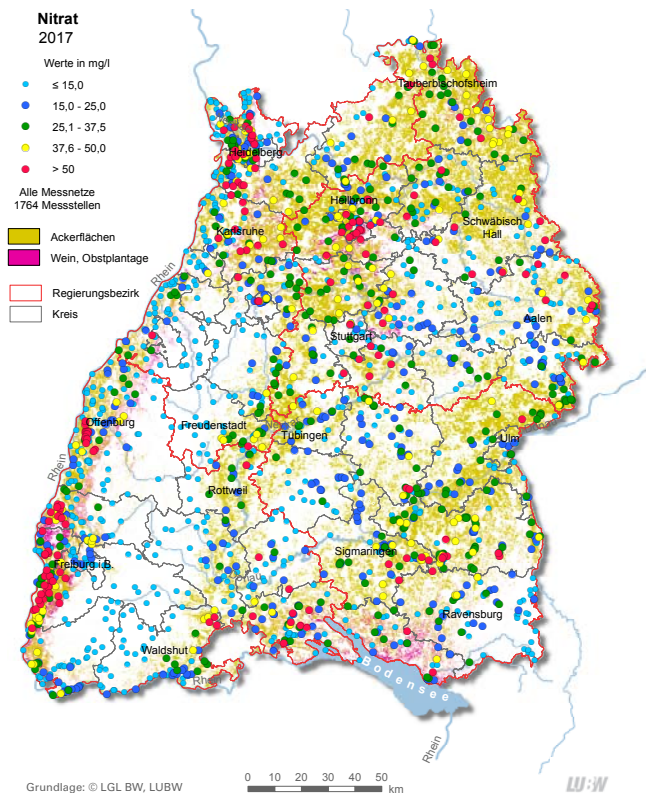 Nitrat
2017
Werte in mg/l
≤ 15,0
15,0 - 25,0
25,1 - 37,5
37,6 - 50,0
> 50
Alle Messnetze
1764 Messstellen
Ackerflächen
Wein, Obstplantage
Regierungsbezirk
Kreis
Tauberbischofsheim
Heidelberg
Heilbronn
Schwäbisch
Hall
Karlsruhe
Rhein
Aalen
Stuttgart
Offenburg
Freudenstadt
Tübingen
Ulm
Rhein
Rottweil
Sigmaringen
Freiburg i.B.
Donau
Ravensburg
Waldshut
Rhein
Bodensee
Rhein
Grundlage: © LGL BW, LUBW
0 10 20 30 40 50
km
LU:W